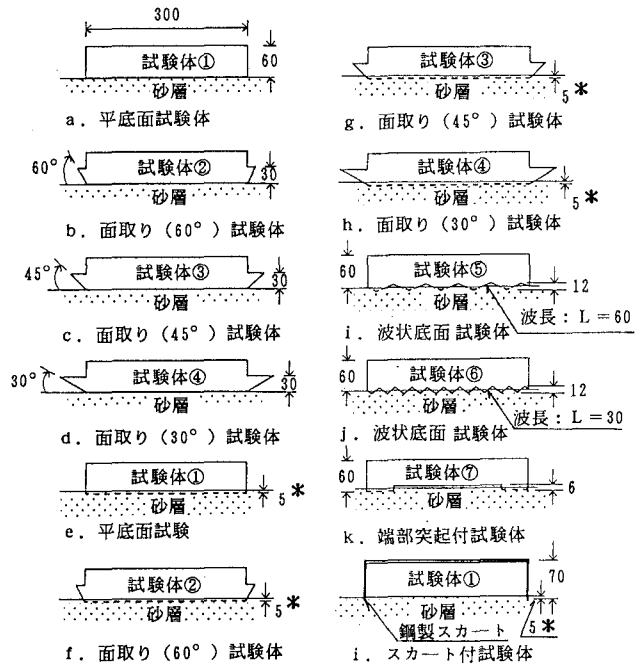 300
試験体①
60
砂層
a．平底面試験体
60°
試験体②
30
砂層
b．面取り（60°）試験体
45°
試験体③
30
砂層
c．面取り（45°）試験体
30°
試験体④
30
砂層
d．面取り（30°）試験体
試験体①
5＊
砂層
e．平底面試験
試験体②
5＊
砂層
f．面取り（60°）試験体
試験体③
5＊
砂層
g．面取り（45°）試験体
試験体④
5＊
砂層
h．面取り（30°）試験体
60
試験体⑤
12
砂層
波長：L＝60
i．波状底面 試験体
60
試験体⑥
12
砂層
波長：L＝30
j．波状底面 試験体
60
試験体⑦
6
砂層
k．端部突起付試験体
試験体①
70
砂層
鋼製スカート
5＊
i．スカート付試験体